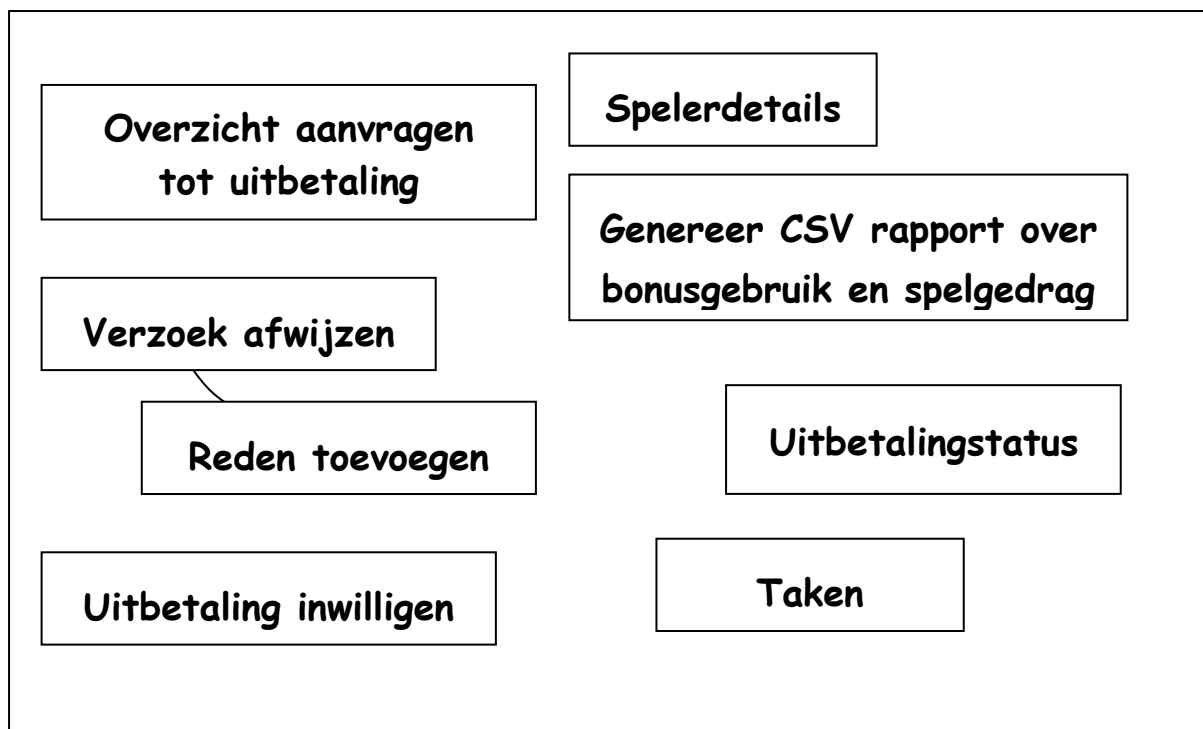 Overzicht aanvragen
tot uitbetaling
Spelerdetails
Genereer CSV rapport over
bonusgebruik en spelgedrag
Verzoek afwijzen
Reden toevoegen
Uitbetalingstatus
Uitbetaling inwilligen
Taken